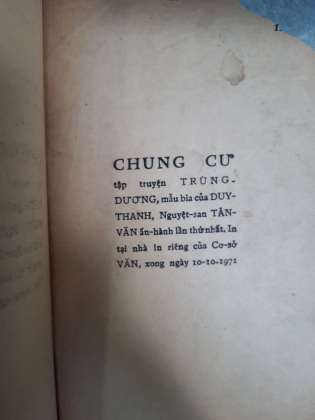 1.
CHUNG CƯ
tập truyện TRÙNG-
DƯƠNG, mẫu bìa của DUY-
THANH, Nguyệt-san TÂN-
VĂN ấn-hành lần thứ nhất. In
tại nhà in riêng của Cơ-sở
VĂN, xong ngày 10-10-1971